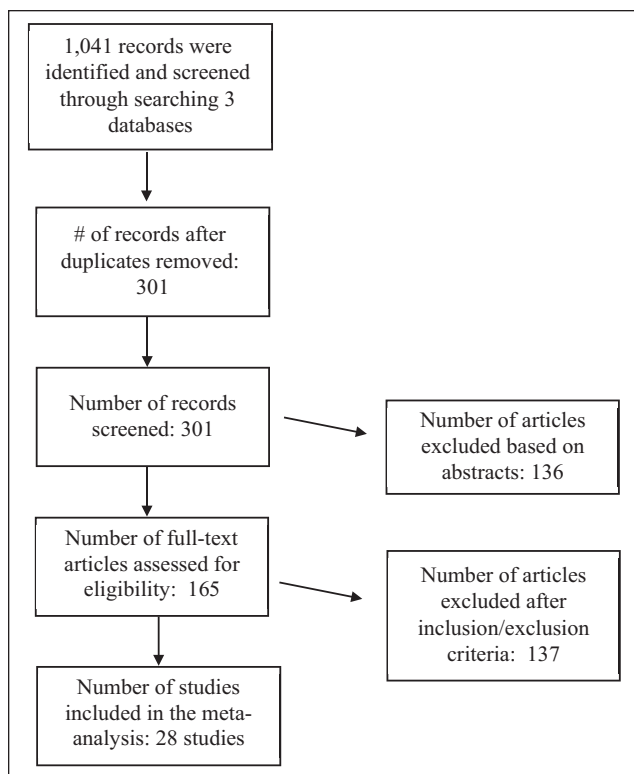 1,041 records were
identified and screened
through searching 3
databases
# of records after
duplicates removed:
301
Number of records
screened: 301
Number of articles
excluded based on
abstracts: 136
Number of full-text
articles assessed for
eligibility: 165
Number of articles
excluded after
inclusion/exclusion
criteria: 137
Number of studies
included in the meta-
analysis: 28 studies